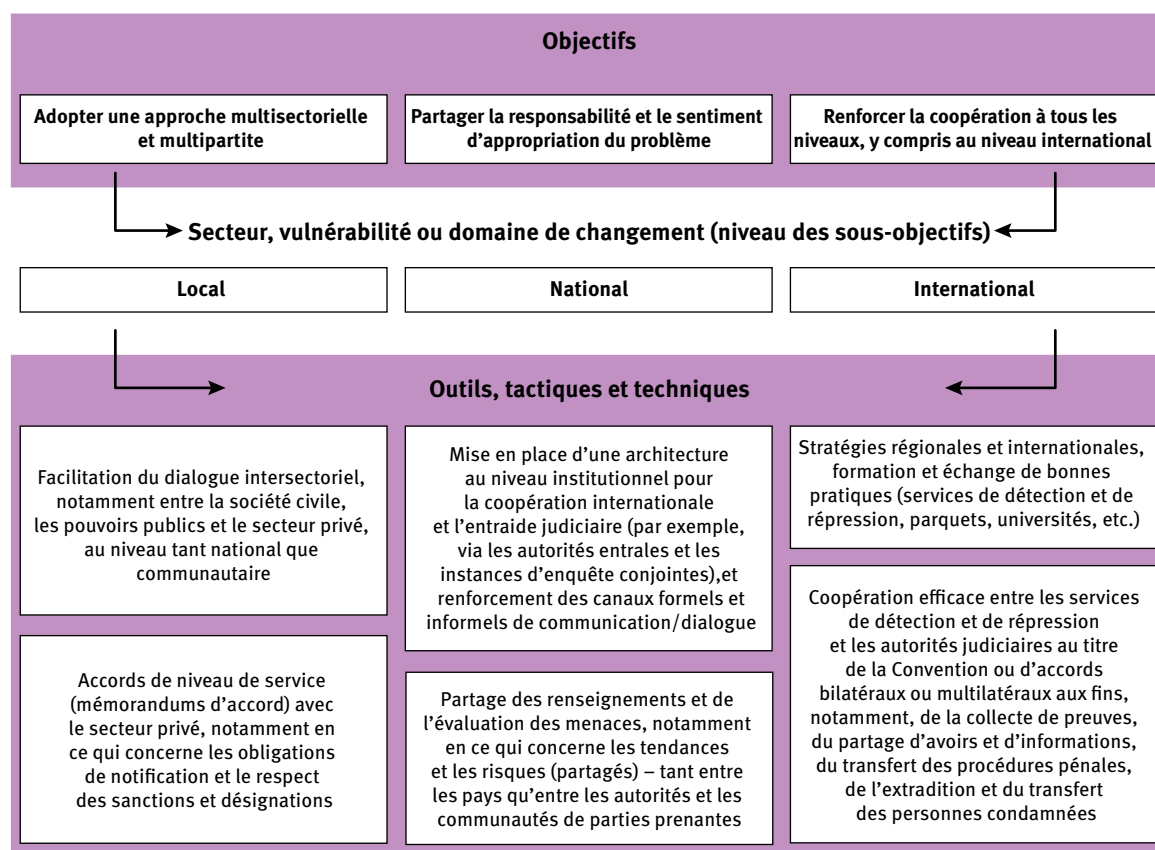 Objectifs
Adopter une approche multisectorielle
et multipartite
Partager la responsabilité et le sentiment
d'appropriation du problème
Renforcer la coopération à tous les
niveaux, y compris au niveau international
Secteur, vulnérabilité ou domaine de changement (niveau des sous-objectifs)
Local
National
International
Outils, tactiques et techniques
Facilitation du dialogue intersectoriel,
notamment entre la société civile,
les pouvoirs publics et le secteur privé,
au niveau tant national que
communautaire
Accords de niveau de service
(mémorandums d'accord) avec
le secteur privé, notamment en
ce qui concerne les obligations
de notification et le respect
des sanctions et désignations
Mise en place d'une architecture
au niveau institutionnel pour
la coopération internationale
et l'entraide judiciaire (par exemple,
via les autorités entrales et les
instances d'enquête conjointes),et
renforcement des canaux formels et
informels de communication/dialogue
Partage des renseignements et de
l'évaluation des menaces, notamment
en ce qui concerne les tendances
et les risques (partagés) – tant entre
les pays qu'entre les autorités et les
communautés de parties prenantes
Stratégies régionales et internationales,
formation et échange de bonnes
pratiques (services de détection et de
répression, parquets, universités, etc.)
Coopération efficace entre les services
de détection et de répression
et les autorités judiciaires au titre
de la Convention ou d'accords
bilatéraux ou multilatéraux aux fins,
notamment, de la collecte de preuves,
du partage d'avoirs et d'informations,
du transfert des procédures pénales,
de l'extradition et du transfert
des personnes condamnées